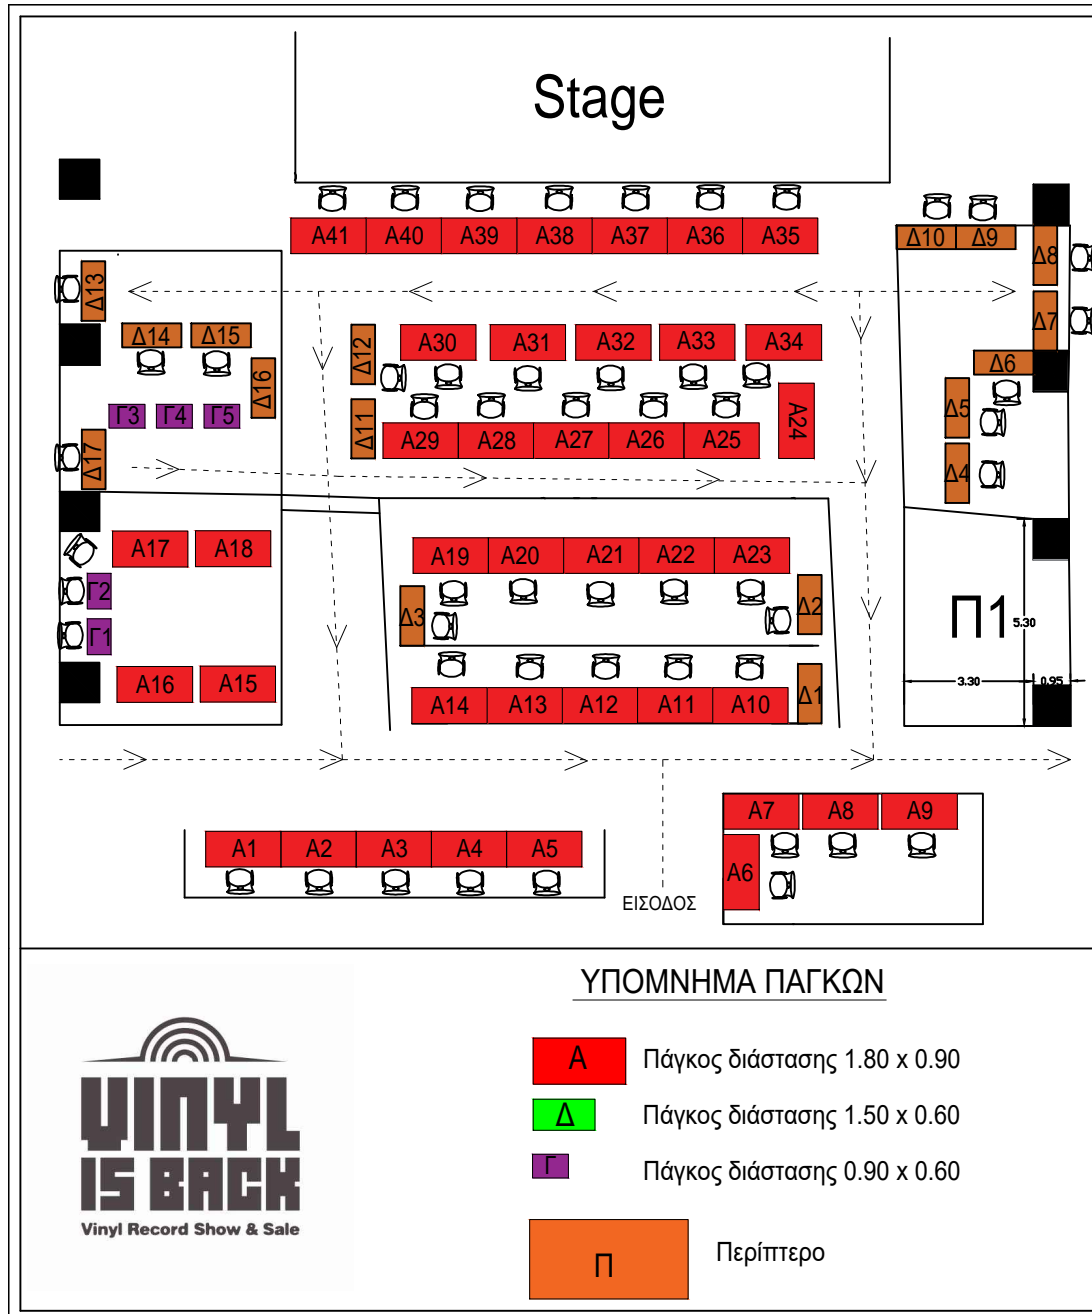 Stage
A41 A40 A39 A38 A37 A36 A35
Δ10 Δ9
Δ8
Δ7
Δ6
Δ5
Δ4
Δ13
Δ14 Δ15
Δ16
Γ3 Γ4 Γ5
Δ17
Δ12
Δ11
A30 A31 A32 A33 A34
A29 A28 A27 A26 A25
A24
A17 A18
Γ2
Γ1
A16 A15
A19 A20 A21 A22 A23
Δ3
Δ2
A14 A13 A12 A11 A10
Δ1
Π1
5.30
3.30
0.95
A1 A2 A3 A4 A5
A7 A8 A9
A6
ΕΙΣΟΔΟΣ
ΥΠΟΜΝΗΜΑ ΠΑΓΚΩΝ
A Πάγκος διάστασης 1.80 x 0.90
Δ Πάγκος διάστασης 1.50 x 0.60
Γ Πάγκος διάστασης 0.90 x 0.60
Π Περίπτερο
VINYL
IS BACK
Vinyl Record Show & Sale